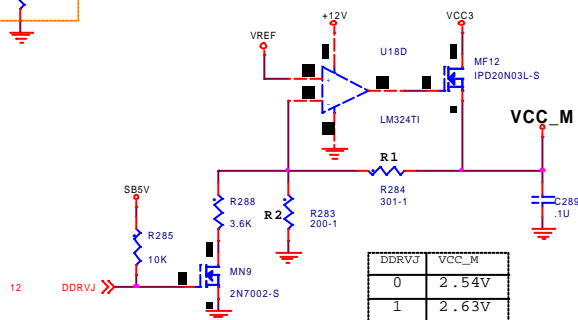 +12V
VCC3
VREF
U18D
MF12
IPD20N03L-S
+
-
LM324TI
VCC_M
R1
SB5V
R288
3.6K
R2
R283
200-1
R284
301-1
C289
.1U
R285
10K
MN9
2N7002-S
12
DDRVJ
DDRVJ VCC_M
0 2.54V
1 2.63V